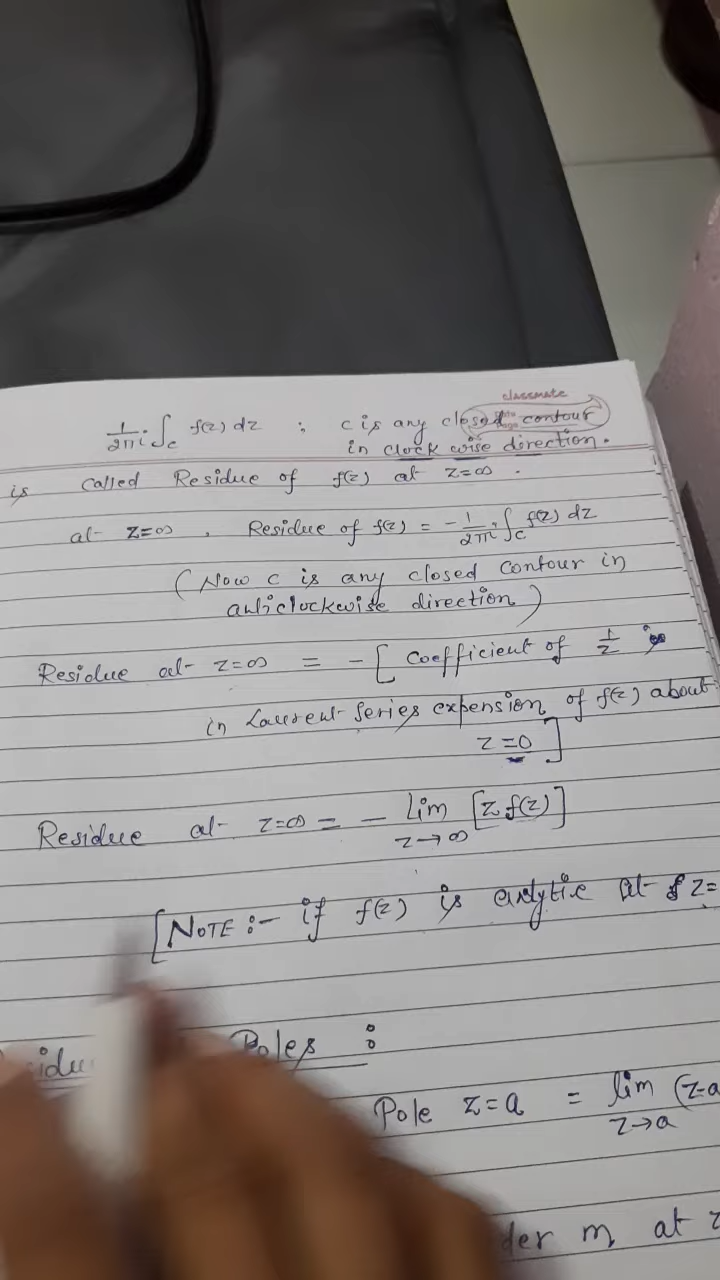 classmate
1/2πi ∫c f(z) dz ; c is any closed contour
in clock wise direction.
is called Residue of f(z) at z=∞ .
at z=∞ , Residue of f(z) = -1/2πi ∫c f(z) dz
(Now c is any closed contour in
anticlockwise direction)
Residue at z=∞ = -[ coefficient of 1/z
in Laurent series expension of f(z) about
z=0 ]
Residue at z=∞ = - lim z→∞ [z f(z)]
[NOTE :- if f(z) is analytic at z=
Poles :
Pole z=a = lim z→a (z-a
der m at z